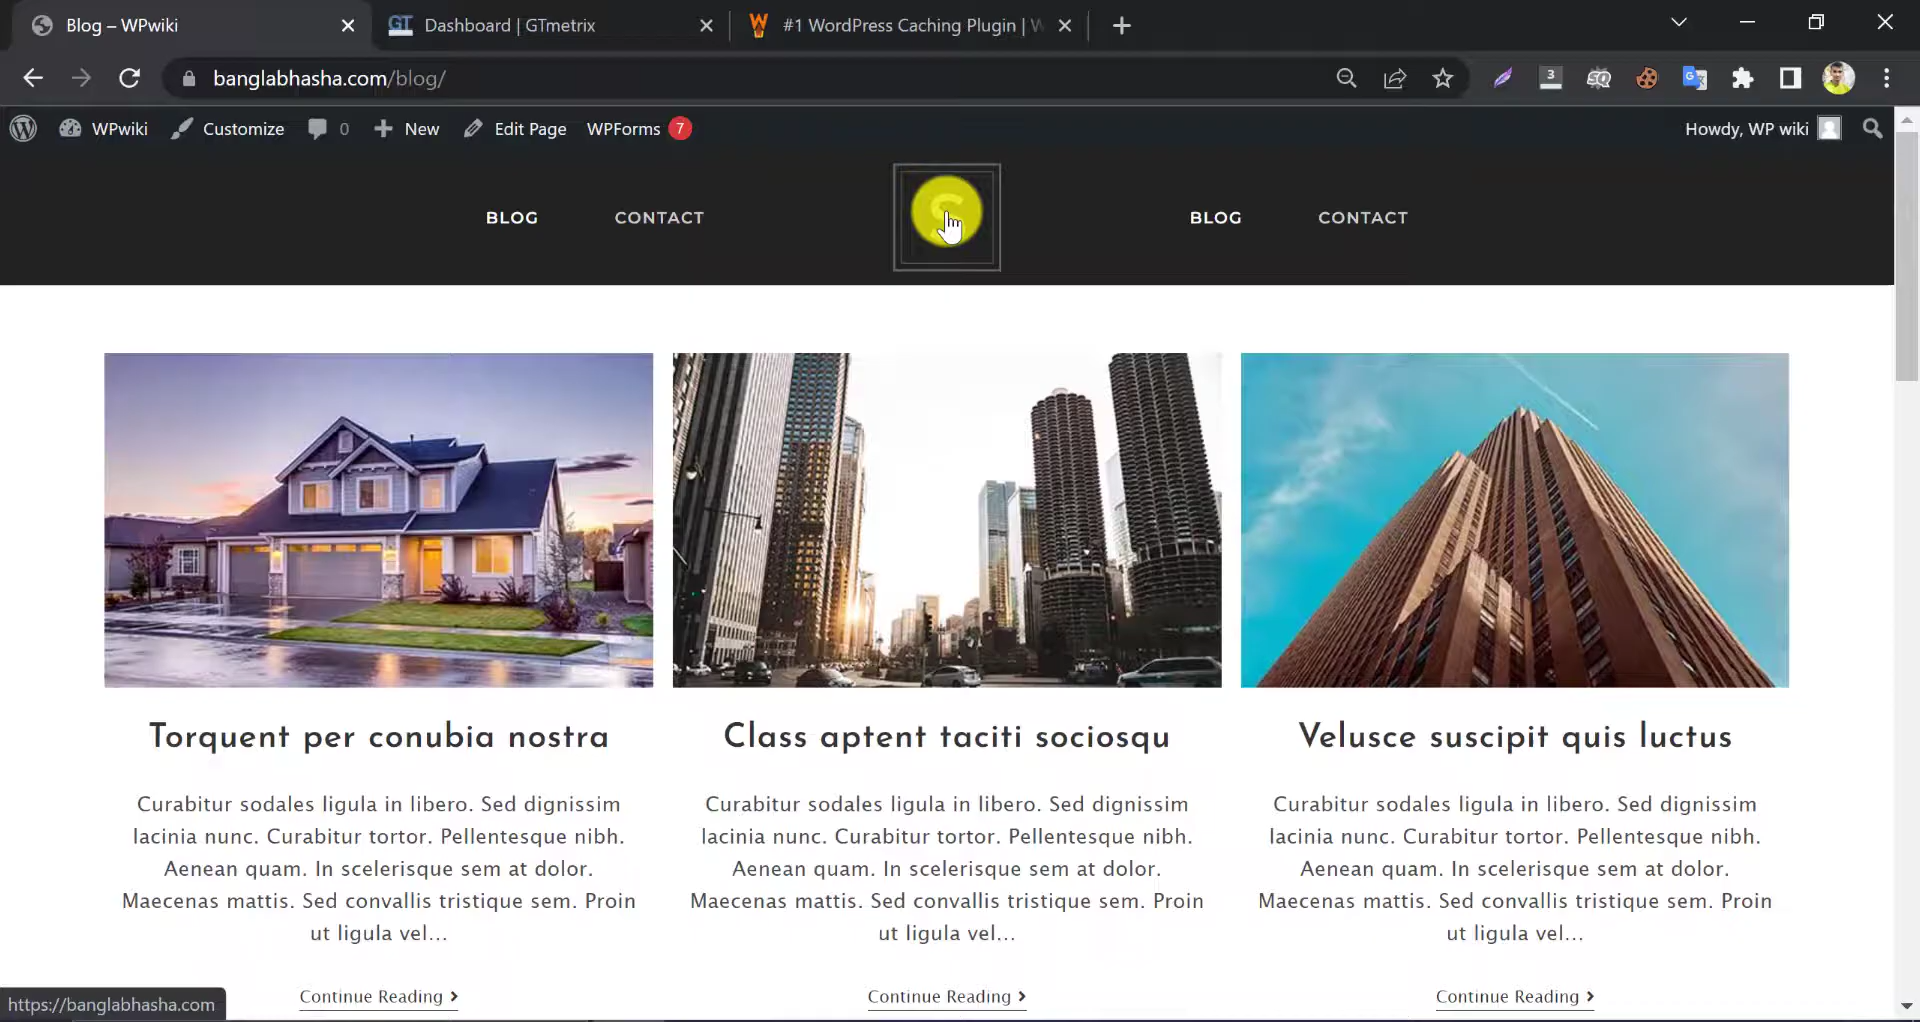 Blog – WPwiki
Dashboard | GTmetrix
#1 WordPress Caching Plugin | W
banglabhasha.com/blog/
3
WPwiki
Customize
0
New
Edit Page
WPForms 7
Howdy, WP wiki
BLOG
CONTACT
S
BLOG
CONTACT
Torquent per conubia nostra
Curabitur sodales ligula in libero. Sed dignissim
lacinia nunc. Curabitur tortor. Pellentesque nibh.
Aenean quam. In scelerisque sem at dolor.
Maecenas mattis. Sed convallis tristique sem. Proin
ut ligula vel…
Continue Reading
Class aptent taciti sociosqu
Curabitur sodales ligula in libero. Sed dignissim
lacinia nunc. Curabitur tortor. Pellentesque nibh.
Aenean quam. In scelerisque sem at dolor.
Maecenas mattis. Sed convallis tristique sem. Proin
ut ligula vel…
Continue Reading
Velusce suscipit quis luctus
Curabitur sodales ligula in libero. Sed dignissim
lacinia nunc. Curabitur tortor. Pellentesque nibh.
Aenean quam. In scelerisque sem at dolor.
Maecenas mattis. Sed convallis tristique sem. Proin
ut ligula vel…
Continue Reading
https://banglabhasha.com